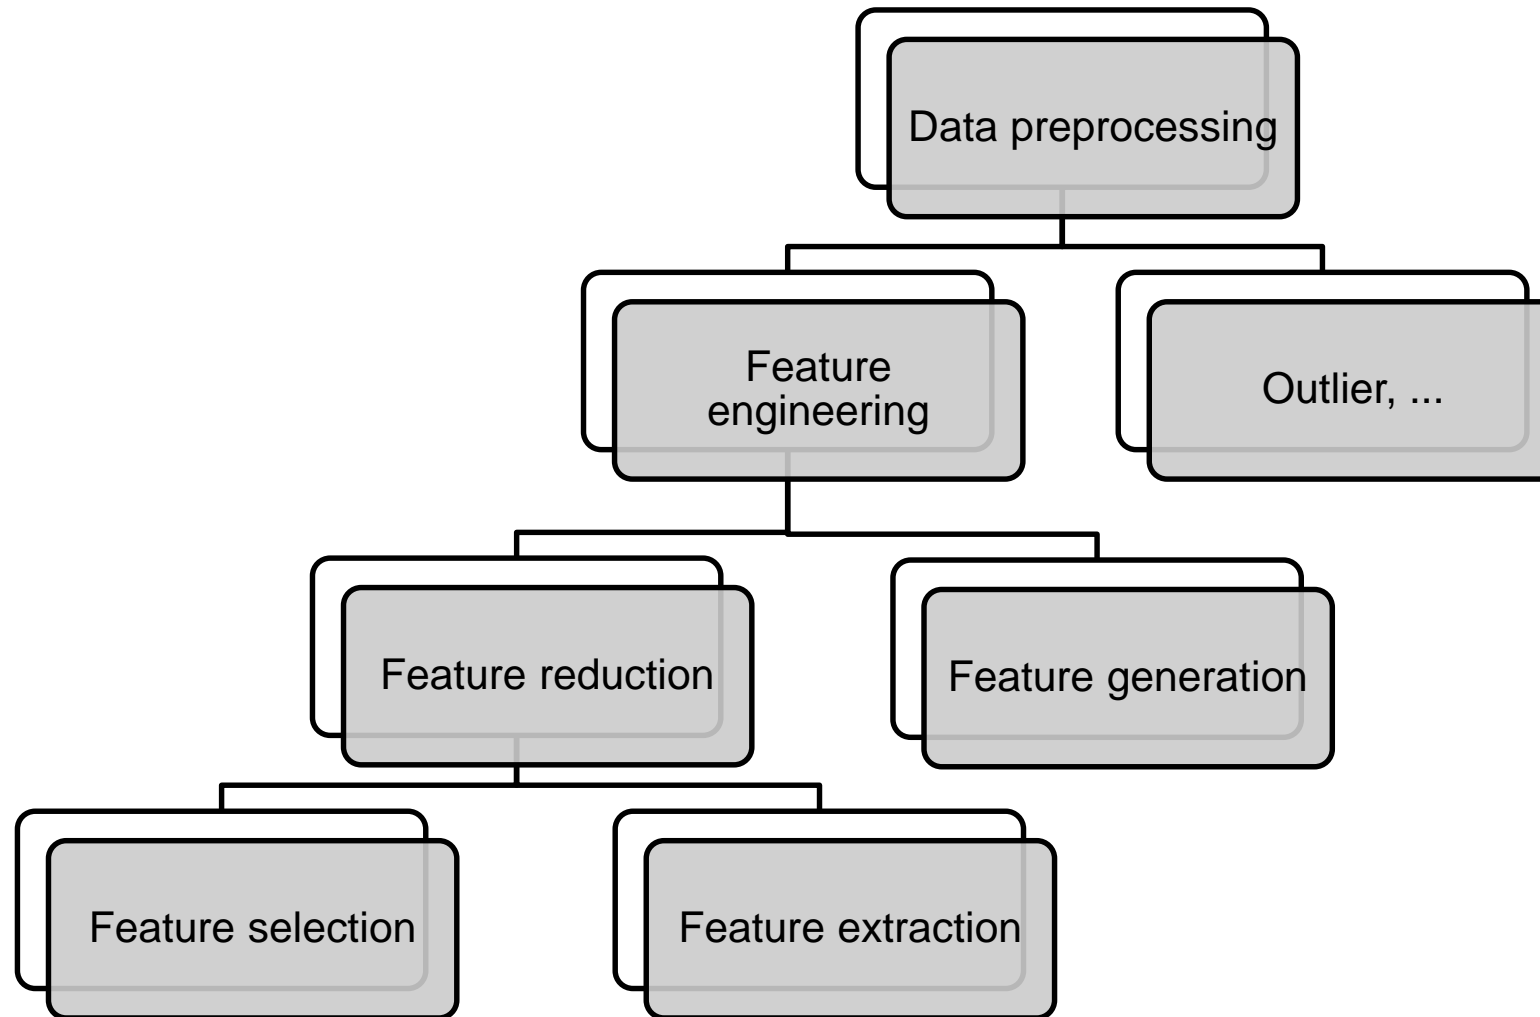 Data preprocessing
Feature
engineering
Outlier, ...
Feature reduction
Feature generation
Feature selection
Feature extraction